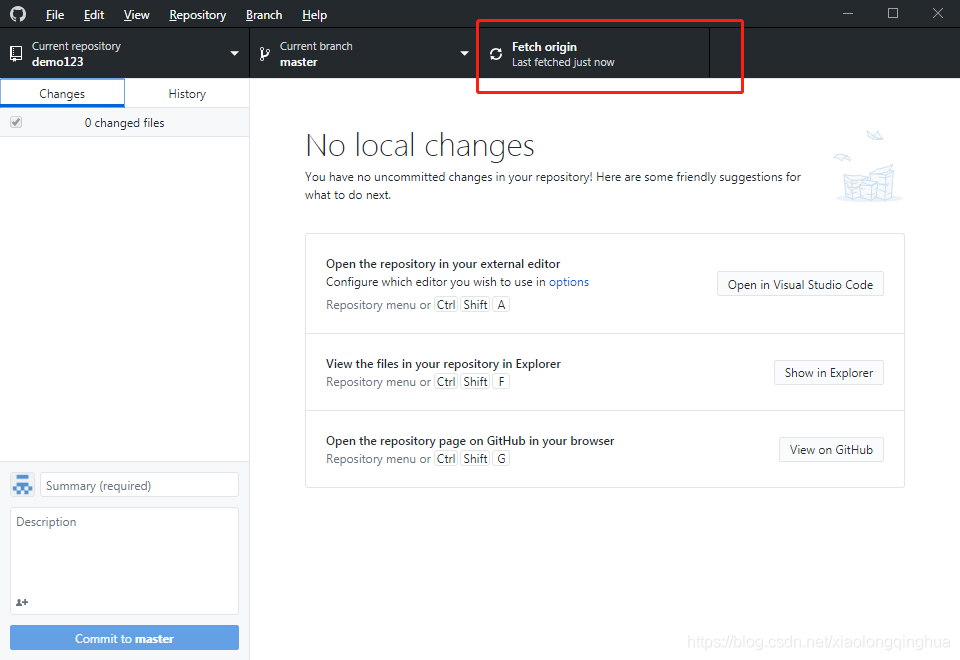 File Edit View Repository Branch Help
Current repository
demo123
Current branch
master
Fetch origin
Last fetched just now
Changes
History
0 changed files
No local changes
You have no uncommitted changes in your repository! Here are some friendly suggestions for
what to do next.
Open the repository in your external editor
Configure which editor you wish to use in options
Repository menu or Ctrl Shift A
Open in Visual Studio Code
View the files in your repository in Explorer
Repository menu or Ctrl Shift F
Show in Explorer
Open the repository page on GitHub in your browser
Repository menu or Ctrl Shift G
View on GitHub
Summary (required)
Description
Commit to master
https://blog.csdn.net/xiaolongqinghua